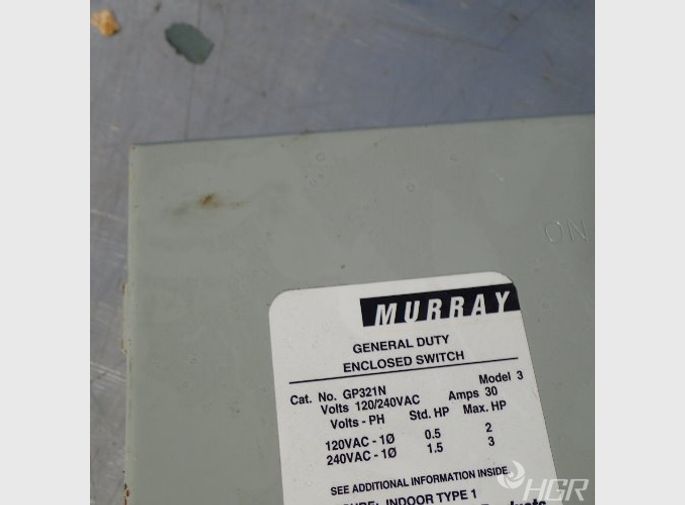 ON
MURRAY
GENERAL DUTY
ENCLOSED SWITCH
Cat. No. GP321N Model 3
Volts 120/240VAC Amps 30
Volts - PH Std. HP Max. HP
120VAC - 1Ø 0.5 2
240VAC - 1Ø 1.5 3
SEE ADDITIONAL INFORMATION INSIDE
INDOOR TYPE 1
HGR